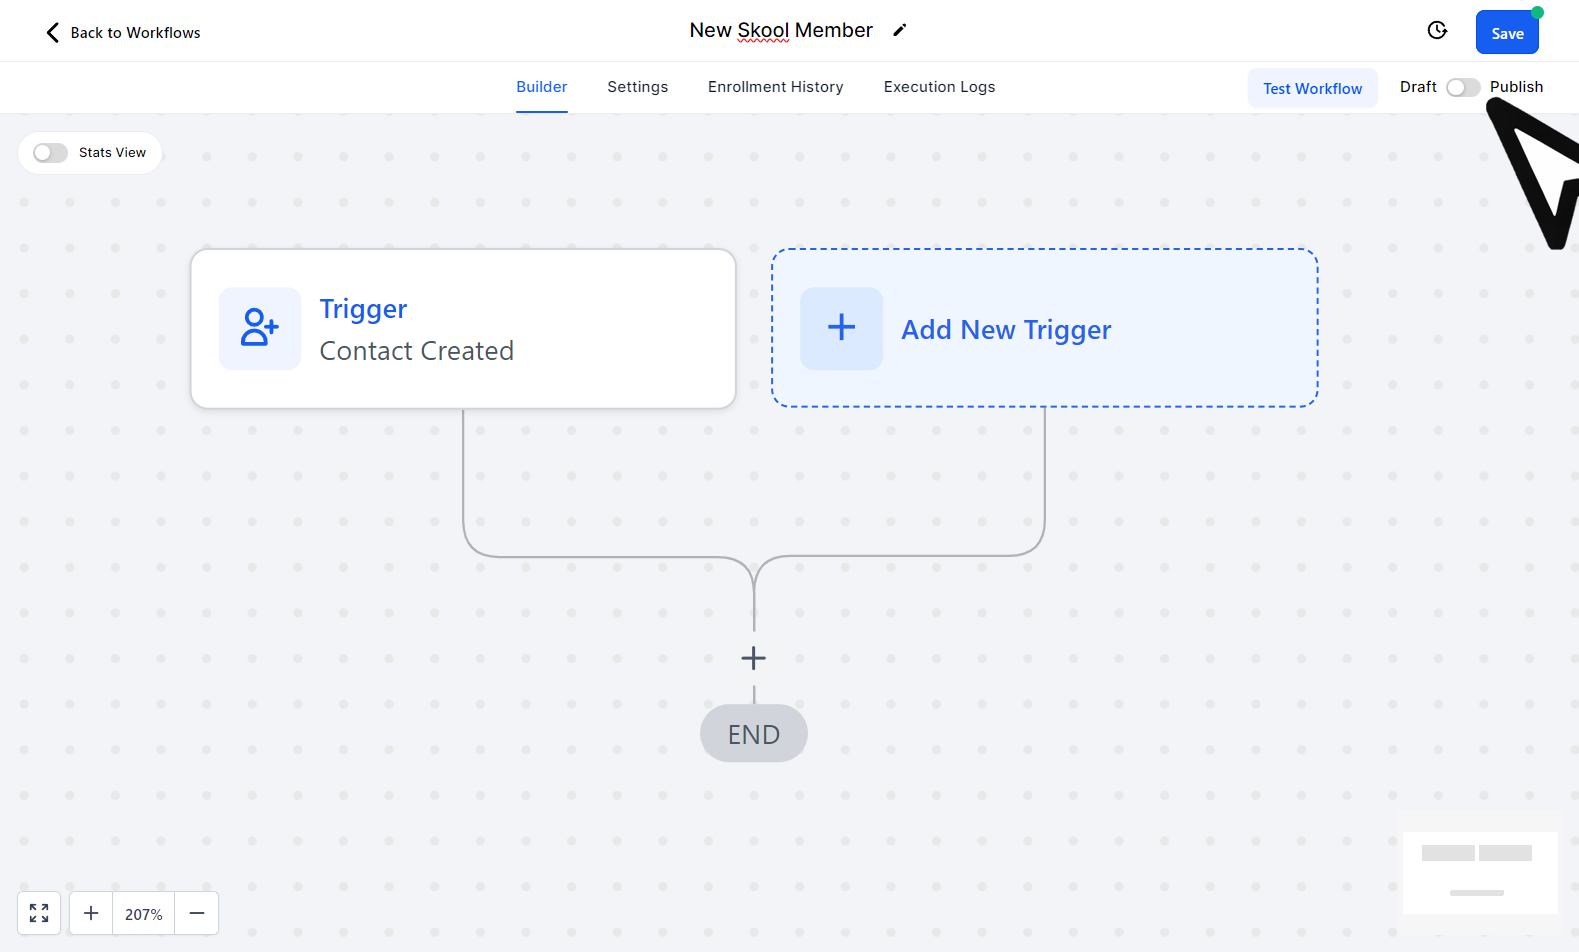 Back to Workflows
New Skool Member
Save
Builder
Settings
Enrollment History
Execution Logs
Test Workflow
Draft
Publish
Stats View
Trigger
Contact Created
Add New Trigger
END
207%